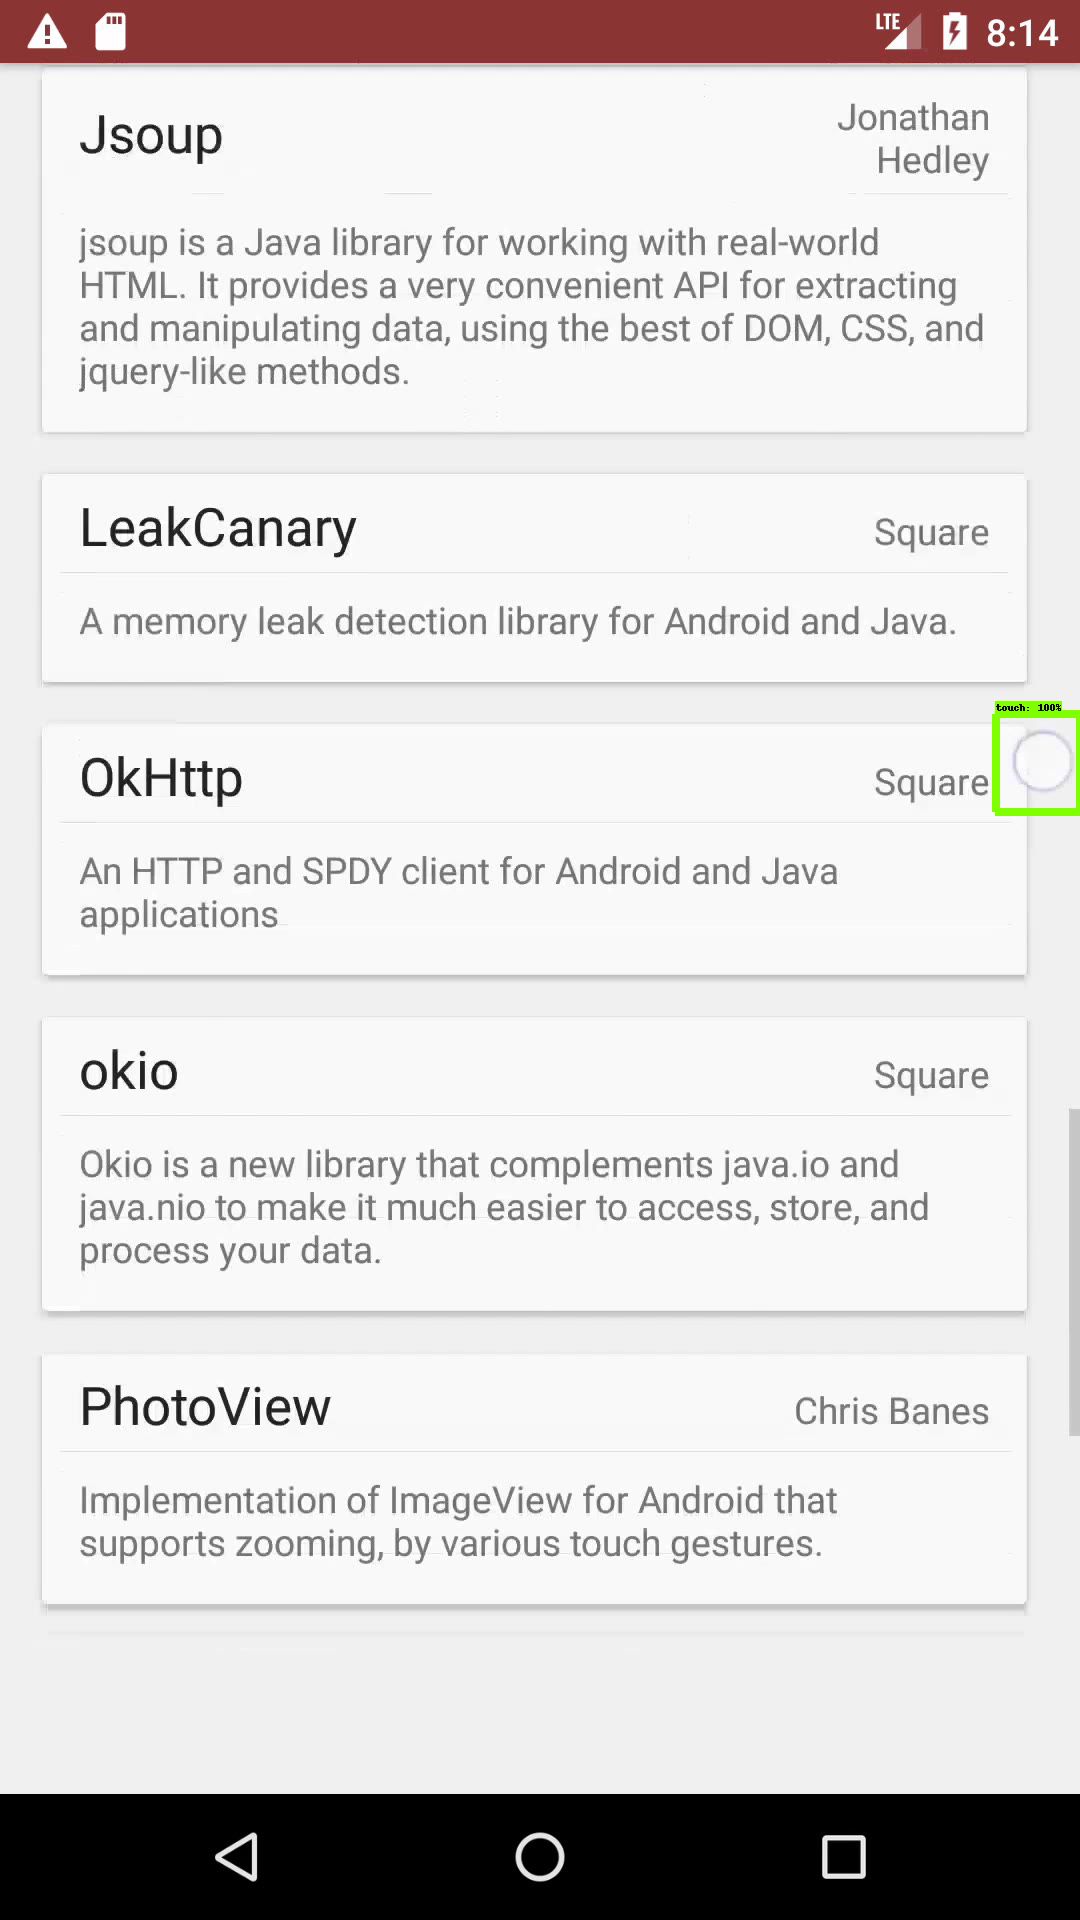 LTE 8:14
Jsoup
Jonathan
Hedley
jsoup is a Java library for working with real-world
HTML. It provides a very convenient API for extracting
and manipulating data, using the best of DOM, CSS, and
jquery-like methods.
LeakCanary
Square
A memory leak detection library for Android and Java.
touch: 100%
OkHttp
Square
An HTTP and SPDY client for Android and Java
applications
okio
Square
Okio is a new library that complements java.io and
java.nio to make it much easier to access, store, and
process your data.
PhotoView
Chris Banes
Implementation of ImageView for Android that
supports zooming, by various touch gestures.